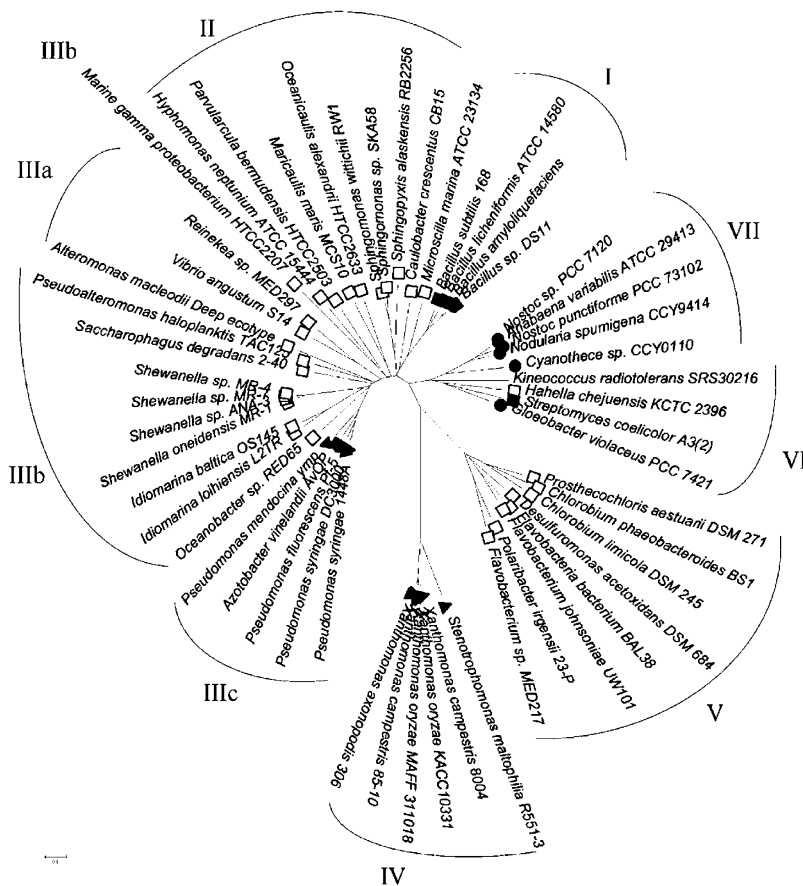 II
IIIb
I
Marine gamma proteobacterium HTCC2207
Hyphomonas neptunium ATCC 15444
Parvularcula bermudensis HTCC2503
Maricaulis maris MCS10
Oceanicaulis alexandrii HTCC2633
Sphingomonas wittichii RW1
Sphingomonas sp. SKA58
Sphingopyxis alaskensis RB2256
Caulobacter crescentus CB15
Microscilla marina ATCC 23134
Bacillus subtilis 168
Bacillus licheniformis ATCC 14580
Bacillus amyloliquefaciens
Bacillus sp. DS11
IIIa
VII
Nostoc sp. PCC 7120
Anabaena variabilis ATCC 29413
Nostoc punctiforme PCC 73102
Nodularia spumigena CCY9414
Cyanothece sp. CCY0110
Kineococcus radiotolerans SRS30216
Hahella chejuensis KCTC 2396
Streptomyces coelicolor A3(2)
Gloeobacter violaceus PCC 7421
VI
Reinekea sp. MED297
Vibrio angustum S14
Alteromonas macleodii Deep ecotype
Pseudoalteromonas haloplanktis TAC125
Saccharophagus degradans 2-40
Shewanella sp. MR-4
Shewanella sp. MR-7
Shewanella sp. ANA-3
Shewanella oneidensis MR-1
Idiomarina baltica OS145
Idiomarina loihiensis L2TR
Oceanobacter sp. RED65
IIIb
Pseudomonas mendocina ymp
Azotobacter vinelandii AvOP
Pseudomonas fluorescens Pf-5
Pseudomonas syringae DC3000
Pseudomonas syringae 1448A
IIIc
Prosthecochloris aestuarii DSM 271
Chlorobium phaeobacteroides BS1
Chlorobium limicola DSM 245
Desulfuromonas acetoxidans DSM 684
Flavobacteria bacterium BAL38
Flavobacterium johnsoniae UW101
Polaribacter irgensii 23-P
Flavobacterium sp. MED217
V
Xanthomonas axonopodis 306
Xanthomonas campestris 85-10
Xanthomonas oryzae MAFF 311018
Xanthomonas oryzae KACC10331
Xanthomonas campestris 8004
Stenotrophomonas maltophilia R551-3
IV